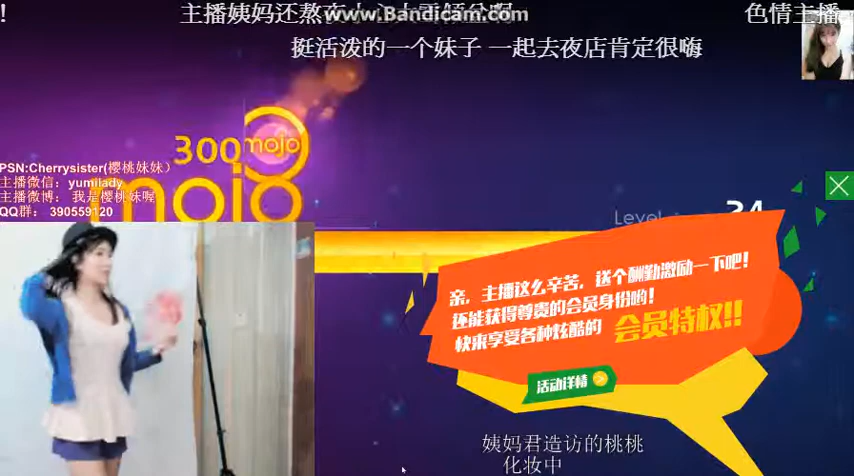 !
主播姨妈还熬夜
www.Bandicam.com
色情主播
挺活泼的一个妹子 一起去夜店肯定很嗨
300mojo
mojo
PSN:Cherrysister(樱桃妹妹)
主播微信：yumilady
主播微博： 我是樱桃妹喔
QQ群： 390559120
Level
34
亲，主播这么辛苦，送个酬勤激励一下吧！
还能获得尊贵的会员身份哟！
快来享受各种炫酷的 会员特权!!
活动详情
姨妈君造访的桃桃
化妆中